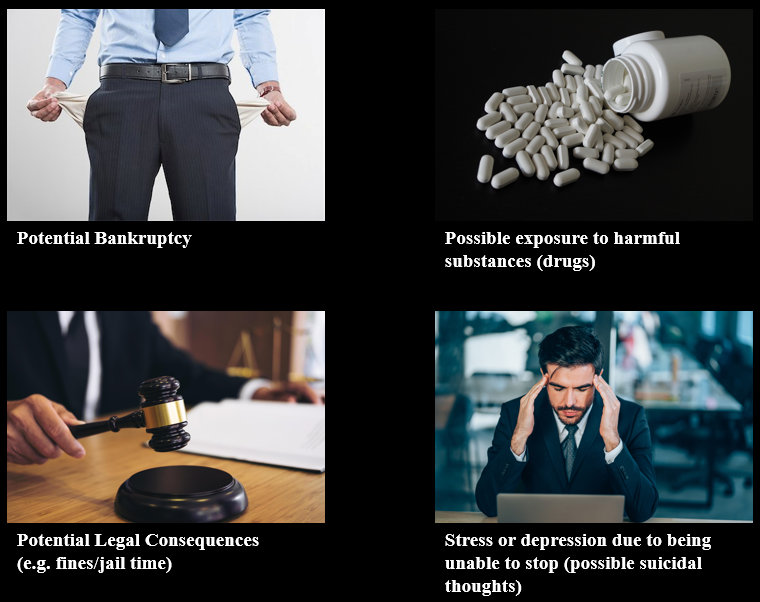 Potential Bankruptcy
Possible exposure to harmful
substances (drugs)
Potential Legal Consequences
(e.g. fines/jail time)
Stress or depression due to being
unable to stop (possible suicidal
thoughts)